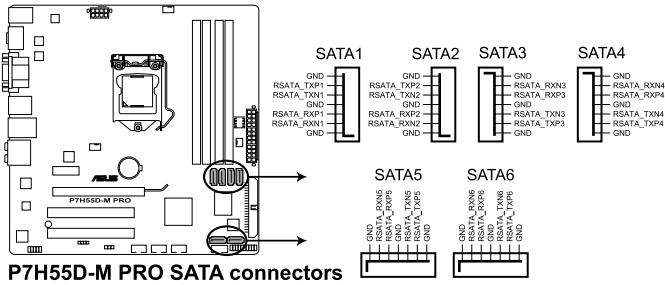 SATA1
GND
RSATA_TXP1
RSATA_TXN1
GND
RSATA_RXP1
RSATA_RXN1
GND
SATA2
GND
RSATA_TXP2
RSATA_TXN2
GND
RSATA_RXP2
RSATA_RXN2
GND
SATA3
GND
RSATA_RXN3
RSATA_RXP3
GND
RSATA_TXN3
RSATA_TXP3
GND
SATA4
GND
RSATA_RXN4
RSATA_RXP4
GND
RSATA_TXN4
RSATA_TXP4
GND
SATA5
GND
RSATA_RXN5
RSATA_RXP5
GND
RSATA_TXN5
RSATA_TXP5
GND
SATA6
GND
RSATA_RXN6
RSATA_RXP6
GND
RSATA_TXN6
RSATA_TXP6
GND
ASUS
P7H55D-M PRO
P7H55D-M PRO SATA connectors